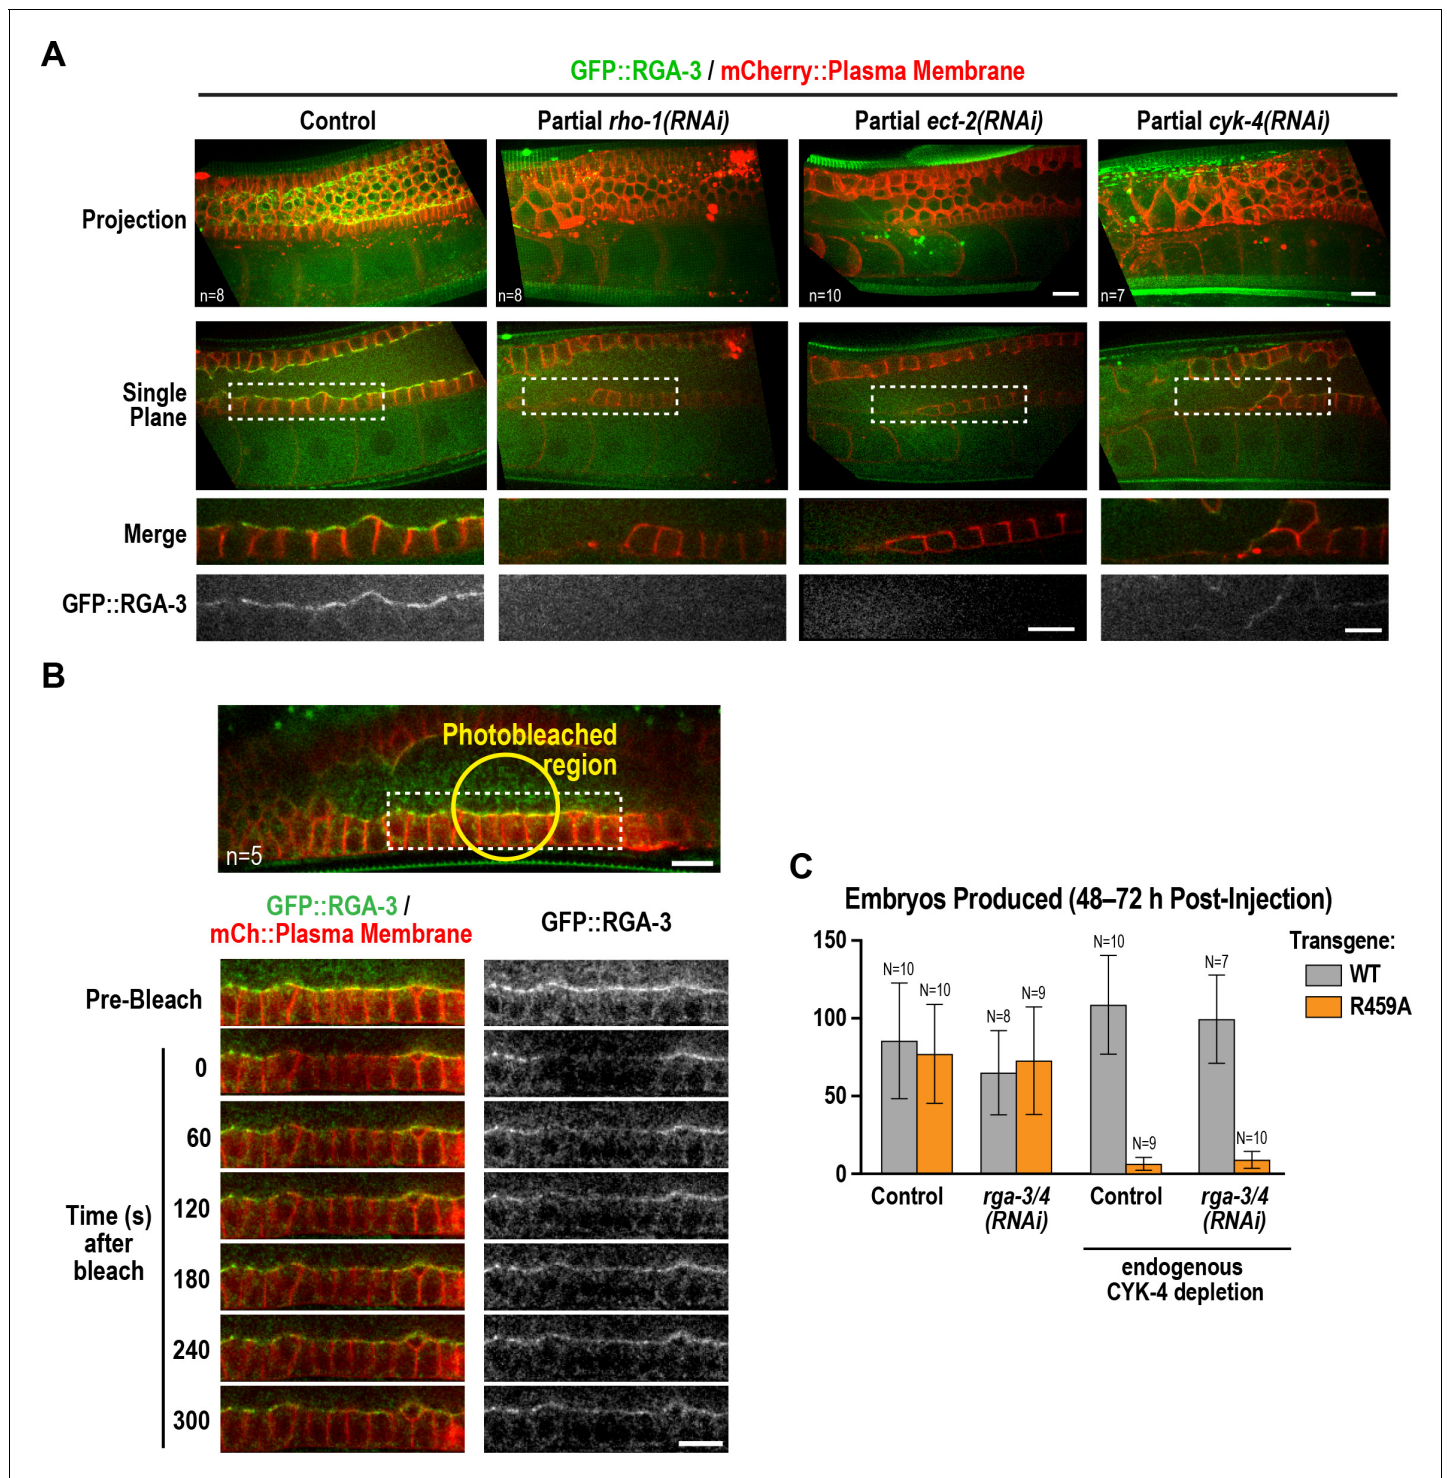 A
GFP::RGA-3 / mCherry::Plasma Membrane
Control
Partial rho-1(RNAi)
Partial ect-2(RNAi)
Partial cyk-4(RNAi)
Projection
n=8
n=8
n=10
n=7
Single
Plane
Merge
GFP::RGA-3
B
Photobleached
region
n=5
GFP::RGA-3 /
mCh::Plasma Membrane
GFP::RGA-3
Pre-Bleach
0
60
120
180
240
300
Time (s)
after
bleach
C
Embryos Produced (48–72 h Post-Injection)
Transgene:
WT
R459A
150
100
50
0
N=10
N=10
N=8
N=9
N=10
N=9
N=7
N=10
Control
rga-3/4
(RNAi)
Control
rga-3/4
(RNAi)
endogenous
CYK-4 depletion